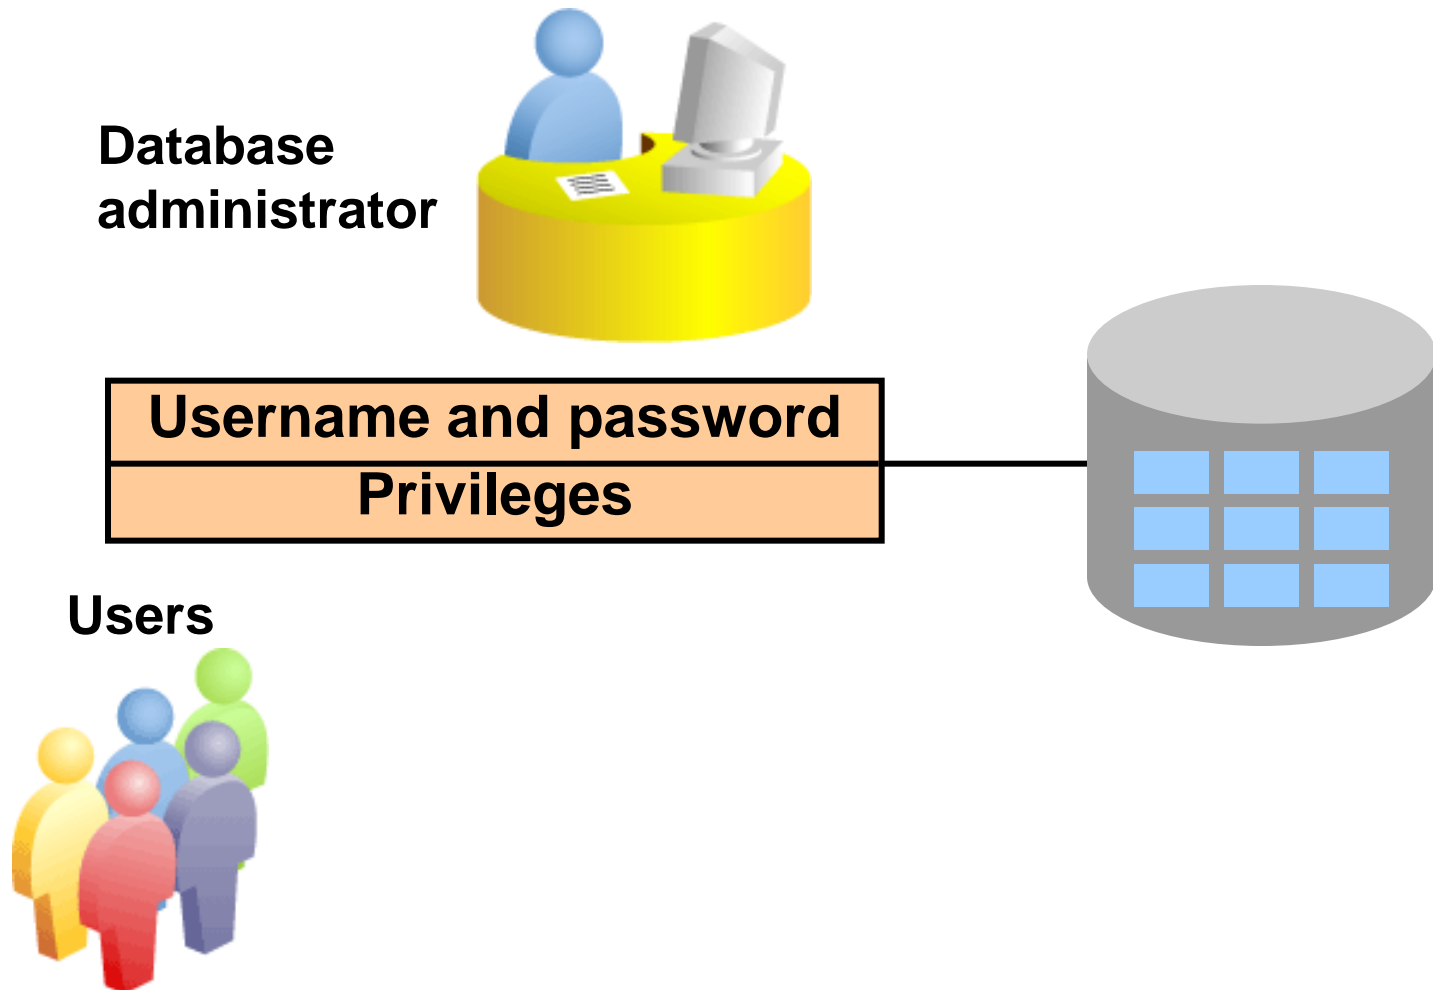 Database
administrator
Username and password
Privileges
Users